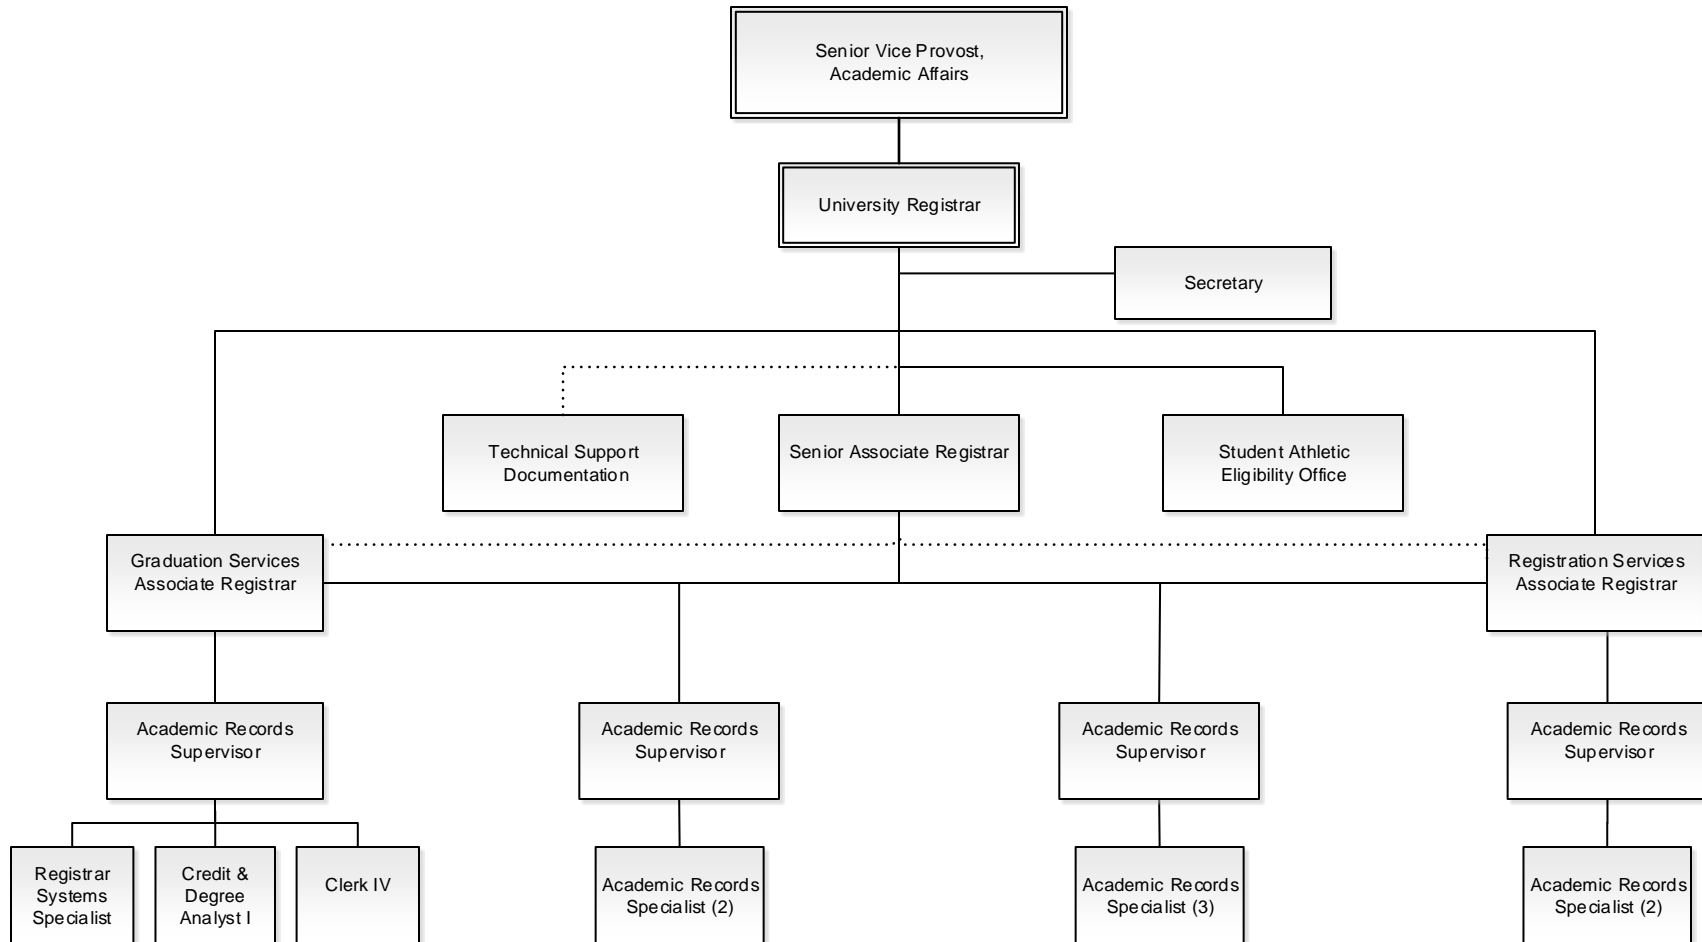 Senior Vice Provost,
Academic Affairs
University Registrar
Secretary
Technical Support
Documentation
Senior Associate Registrar
Student Athletic
Eligibility Office
Graduation Services
Associate Registrar
Registration Services
Associate Registrar
Academic Records
Supervisor
Academic Records
Supervisor
Academic Records
Supervisor
Academic Records
Supervisor
Registrar
Systems
Specialist
Credit &
Degree
Analyst I
Clerk IV
Academic Records
Specialist (2)
Academic Records
Specialist (3)
Academic Records
Specialist (2)